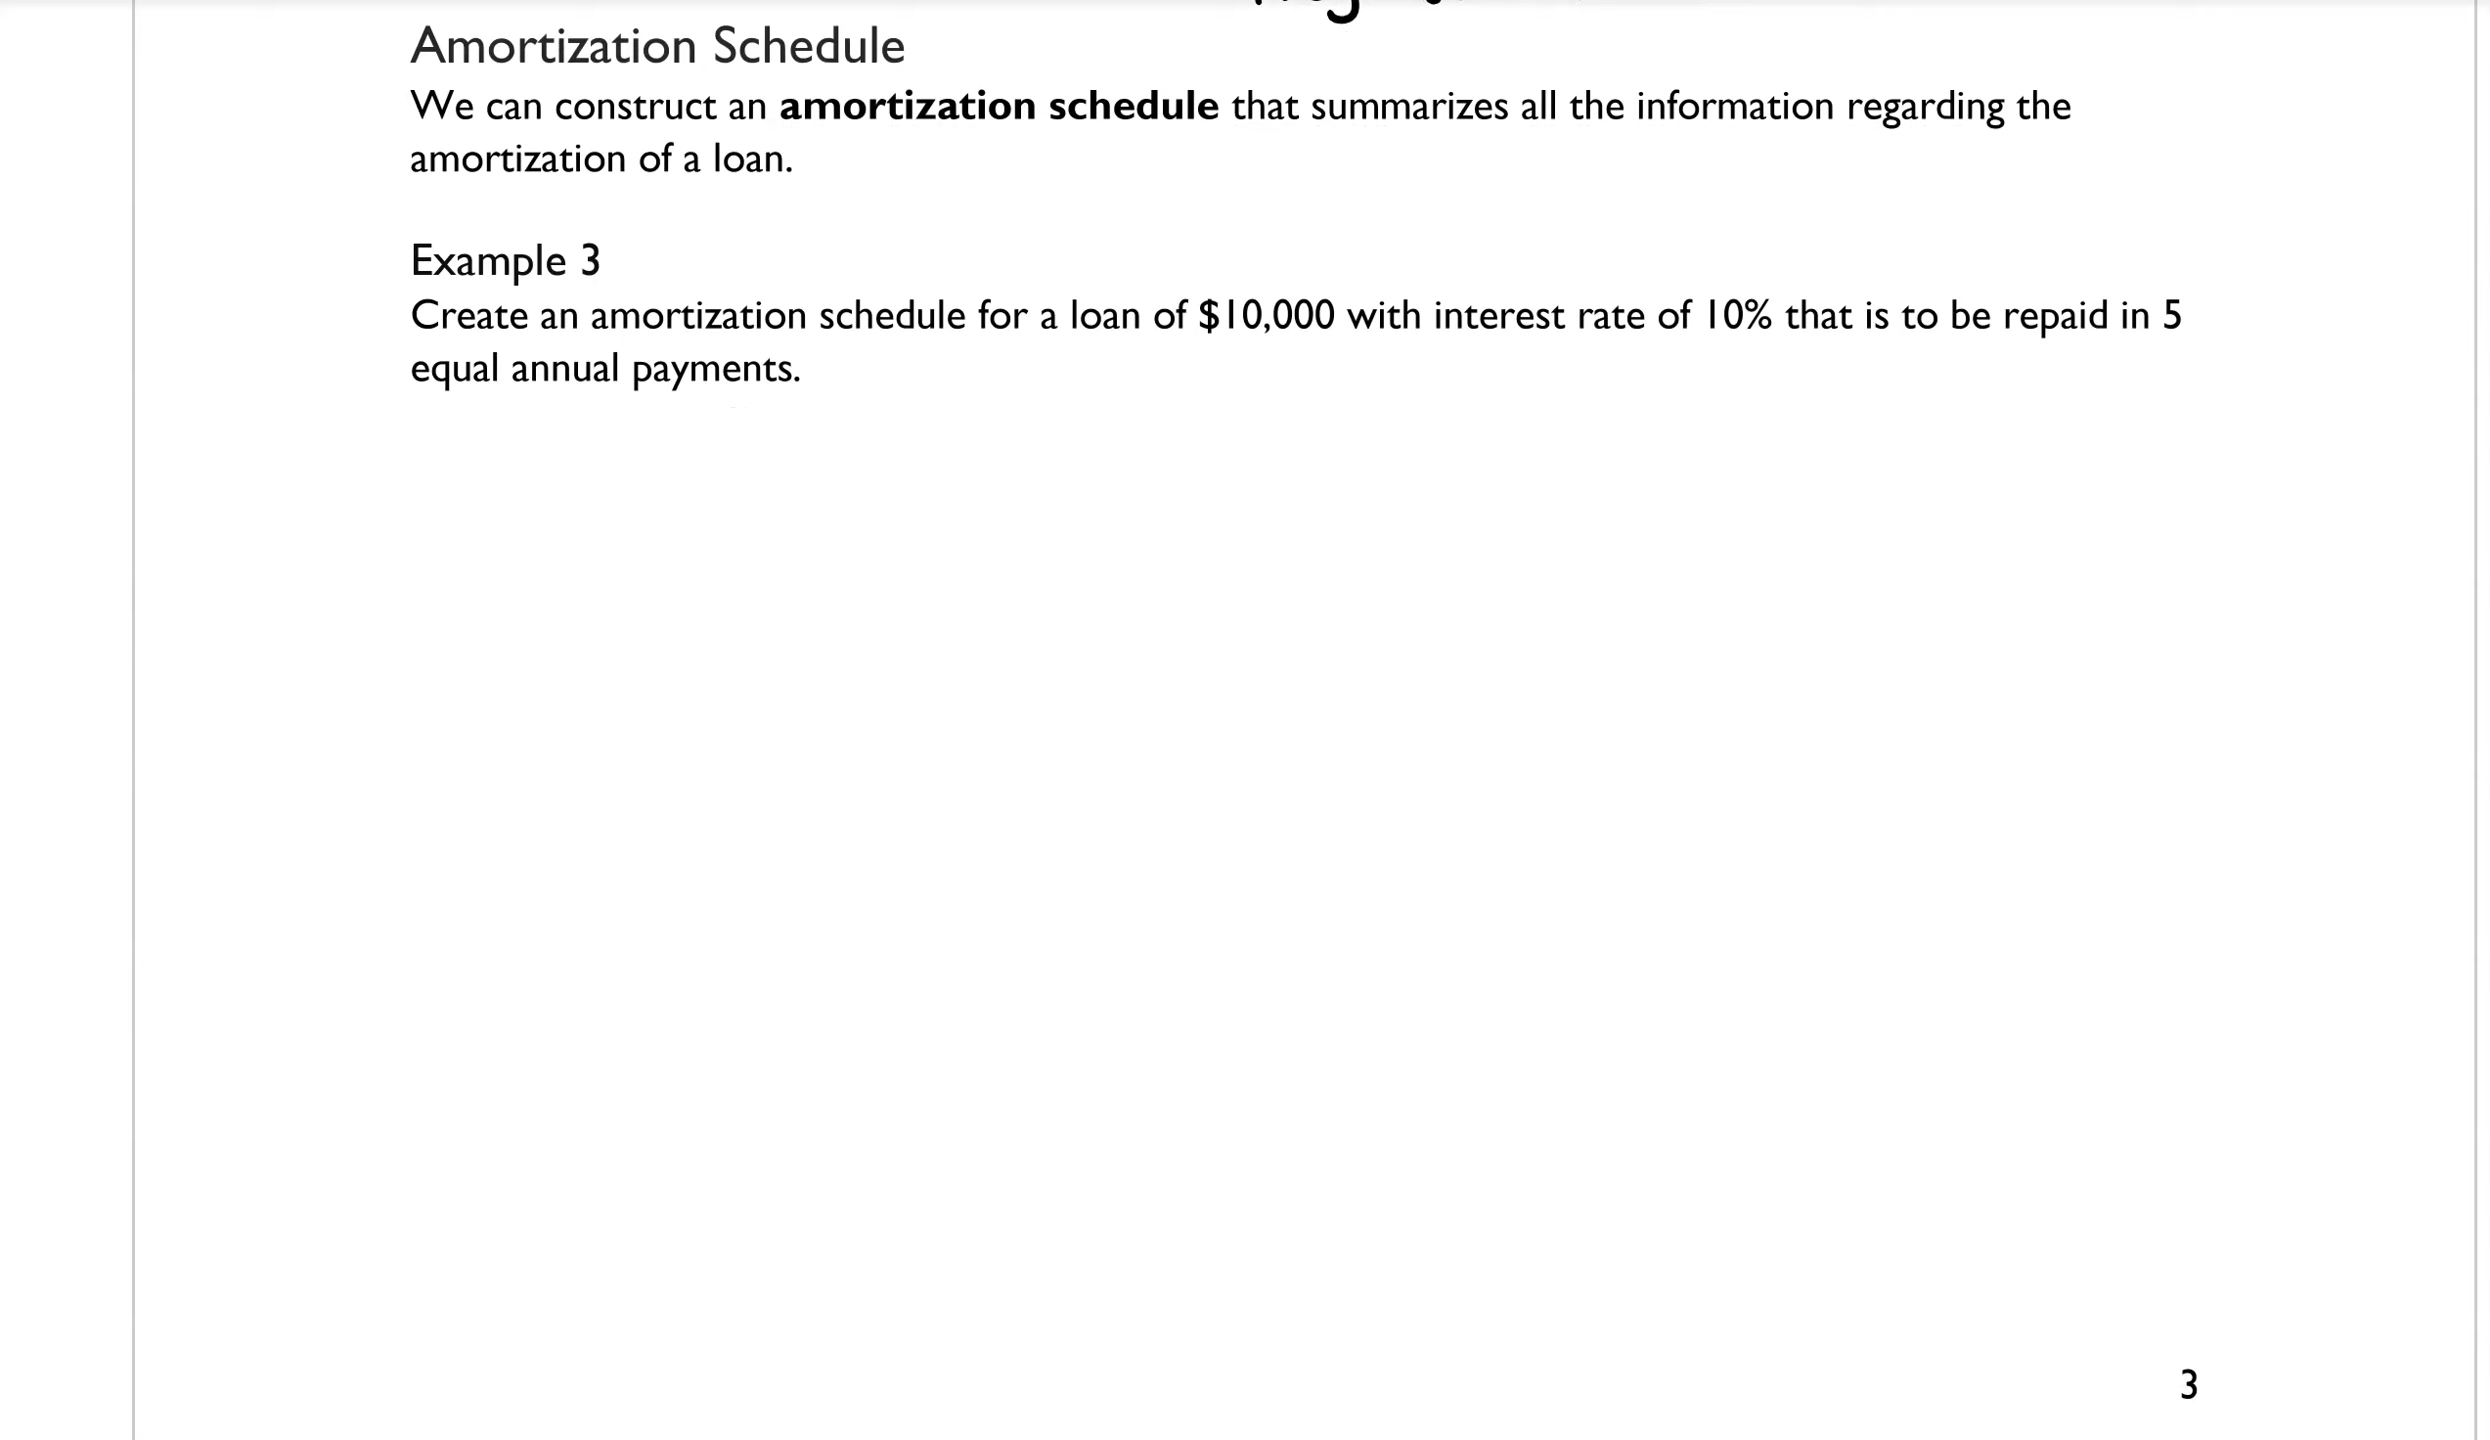 Amortization Schedule
We can construct an amortization schedule that summarizes all the information regarding the
amortization of a loan.
Example 3
Create an amortization schedule for a loan of $10,000 with interest rate of 10% that is to be repaid in 5
equal annual payments.
3